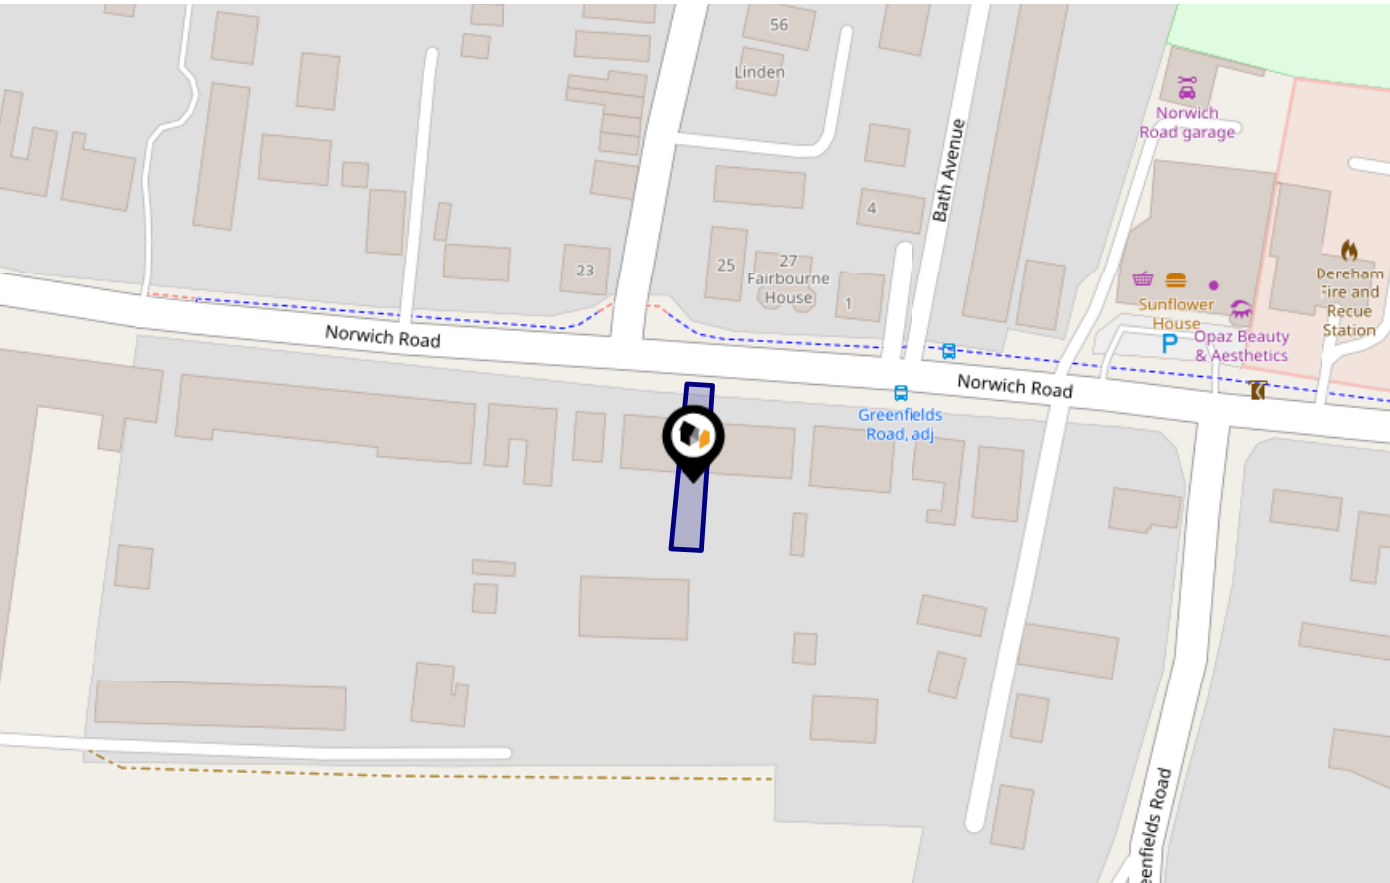 56
Linden
Norwich
Road garage
Bath Avenue
4
25
27
Fairbourne
House
1
23
Sunflower
House
P
Opaz Beauty
& Aesthetics
Dereham
Fire and
Recue
Station
Norwich Road
Norwich Road
Greenfields
Road, adj
eenfields Road